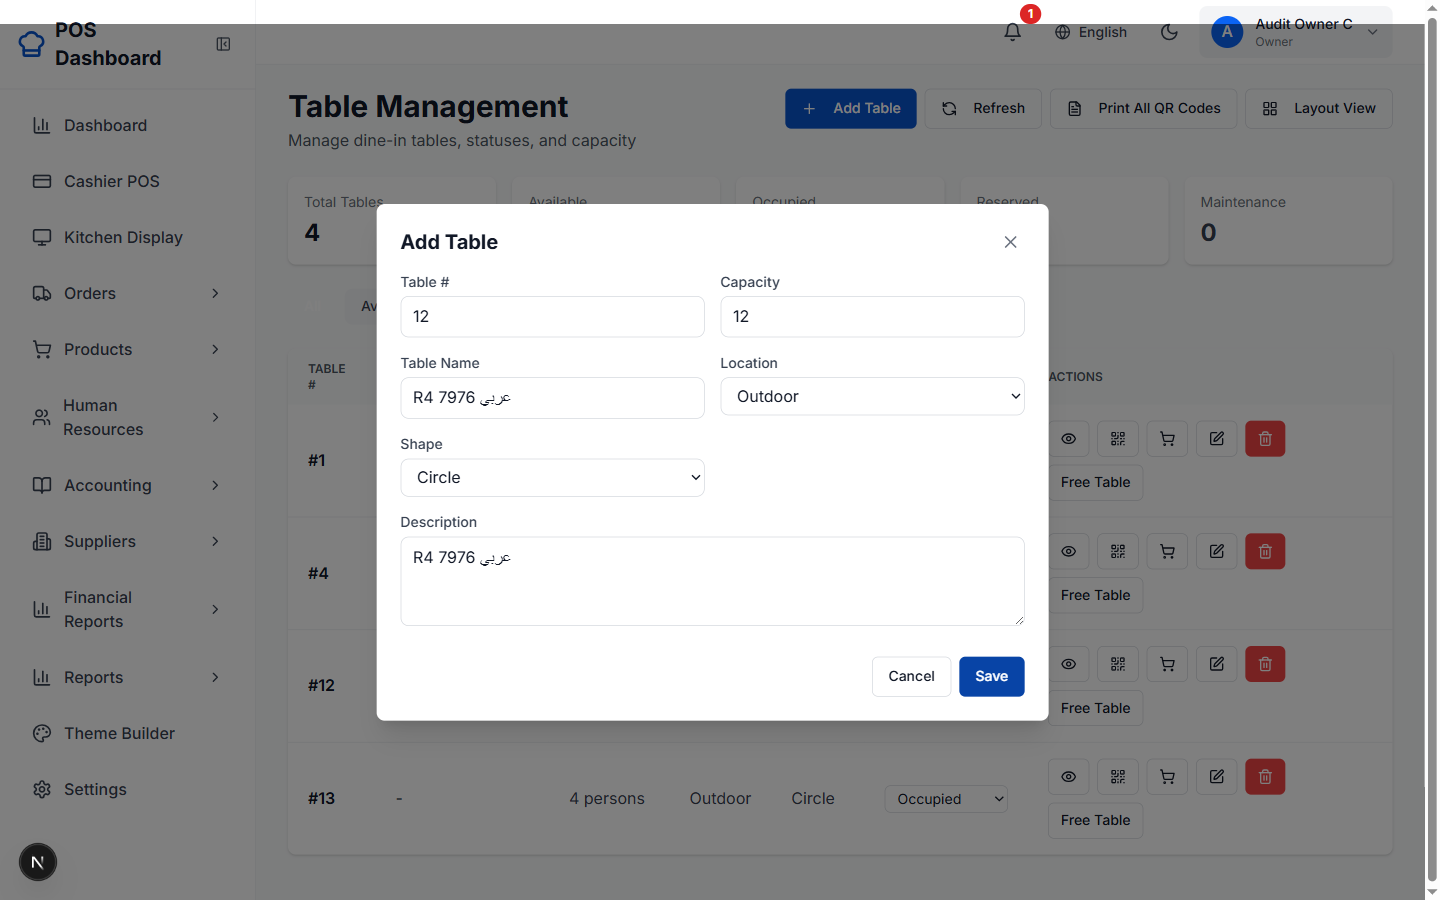 POS
Dashboard
1
English
A
Audit Owner C
Owner
Dashboard
Cashier POS
Kitchen Display
Orders
Products
Human
Resources
Accounting
Suppliers
Financial
Reports
Reports
Theme Builder
Settings
N
Table Management
Manage dine-in tables, statuses, and capacity
Add Table
Refresh
Print All QR Codes
Layout View
Total Tables
4
Available
Occupied
Reserved
Maintenance
0
Add Table
Table #
12
Capacity
12
Table Name
R4 7976 عربي
Location
Outdoor
Shape
Circle
Description
R4 7976 عربي
Cancel
Save
TABLE
#
ACTIONS
#1
Free Table
#4
Free Table
#12
Free Table
#13
-
4 persons
Outdoor
Circle
Occupied
Free Table